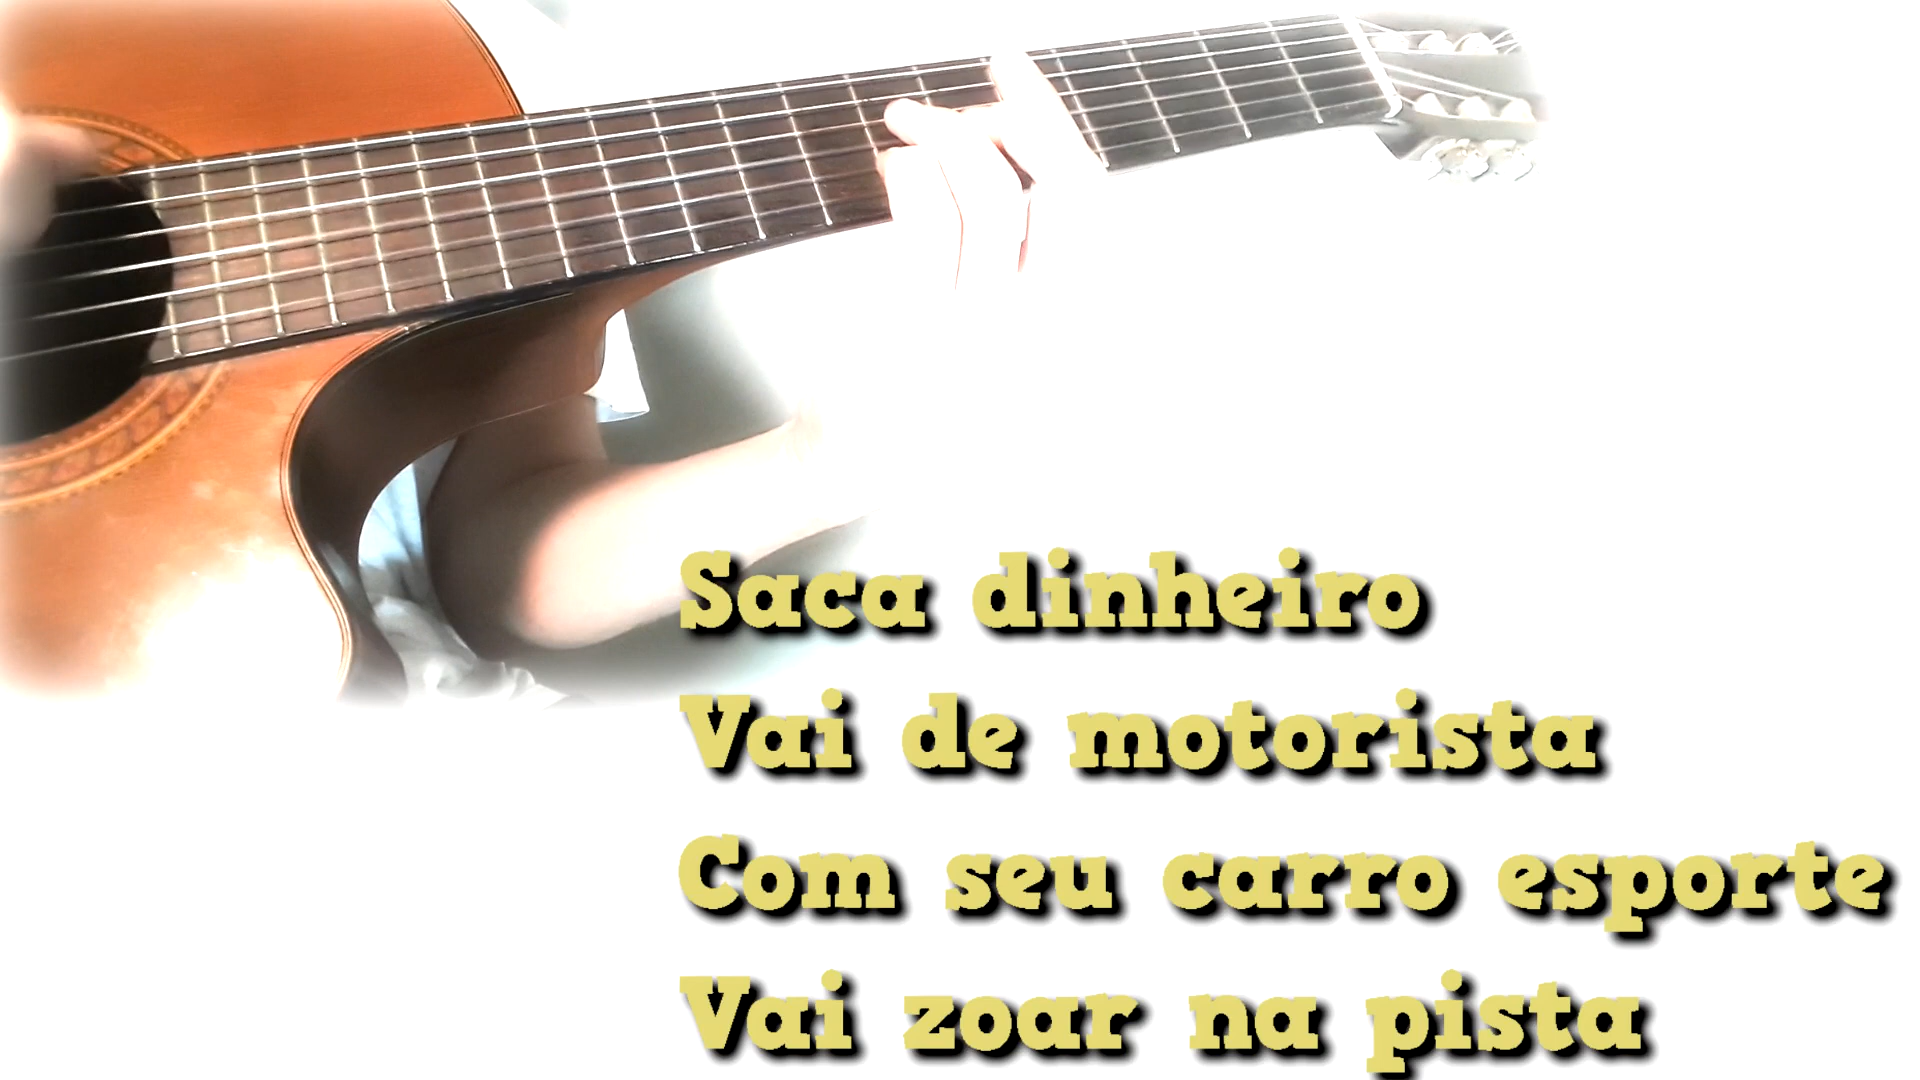 Saca dinheiro
Vai de motorista
Com seu carro esporte
Vai zoar na pista